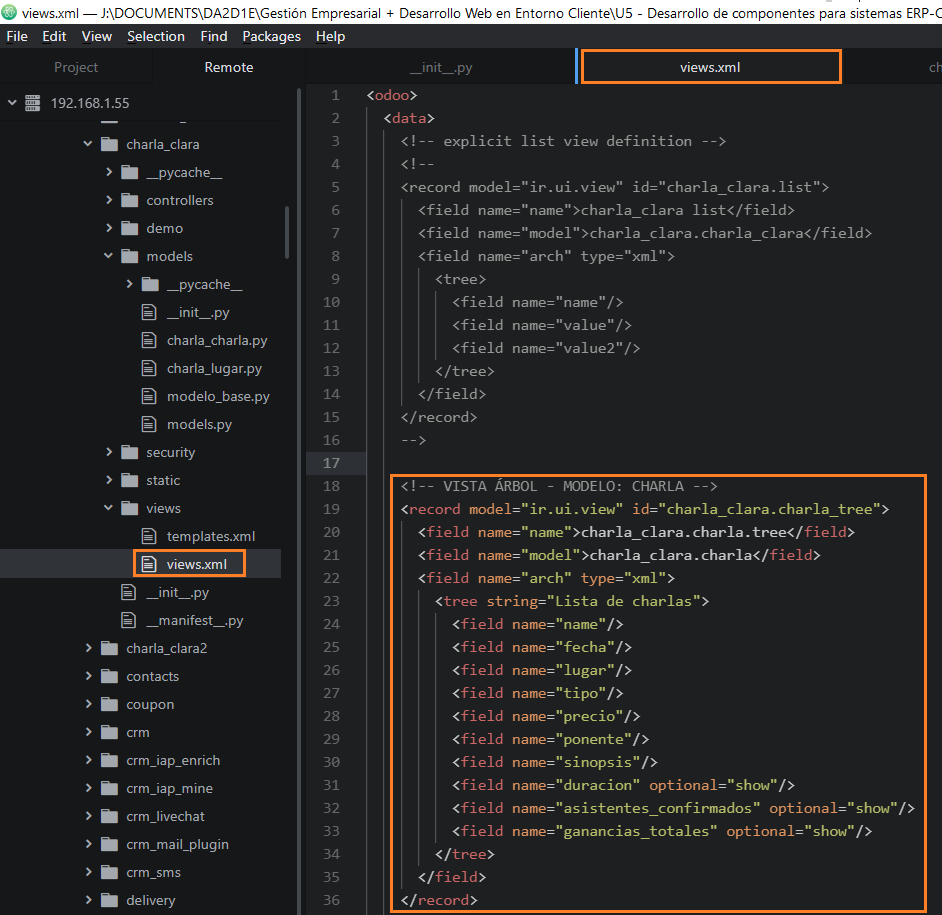 views.xml — J:\DOCUMENTS\DA2D1E\Gestión Empresarial + Desarrollo Web en Entorno Cliente\U5 - Desarrollo de componentes para sistemas ERP-C
File Edit View Selection Find Packages Help
Project Remote
__init__.py views.xml ch
192.168.1.55
charla_clara
__pycache__
controllers
demo
models
__pycache__
__init__.py
charla_charla.py
charla_lugar.py
modelo_base.py
models.py
security
static
views
templates.xml
views.xml
__init__.py
__manifest__.py
charla_clara2
contacts
coupon
crm
crm_iap_enrich
crm_iap_mine
crm_livechat
crm_mail_plugin
crm_sms
delivery
1 <odoo>
2 <data>
3 <!-- explicit list view definition -->
4 <!--
5 <record model="ir.ui.view" id="charla_clara.list">
6 <field name="name">charla_clara list</field>
7 <field name="model">charla_clara.charla_clara</field>
8 <field name="arch" type="xml">
9 <tree>
10 <field name="name"/>
11 <field name="value"/>
12 <field name="value2"/>
13 </tree>
14 </field>
15 </record>
16 -->
17
18 <!-- VISTA ÁRBOL - MODELO: CHARLA -->
19 <record model="ir.ui.view" id="charla_clara.charla_tree">
20 <field name="name">charla_clara.charla.tree</field>
21 <field name="model">charla_clara.charla</field>
22 <field name="arch" type="xml">
23 <tree string="Lista de charlas">
24 <field name="name"/>
25 <field name="fecha"/>
26 <field name="lugar"/>
27 <field name="tipo"/>
28 <field name="precio"/>
29 <field name="ponente"/>
30 <field name="sinopsis"/>
31 <field name="duracion" optional="show"/>
32 <field name="asistentes_confirmados" optional="show"/>
33 <field name="ganancias_totales" optional="show"/>
34 </tree>
35 </field>
36 </record>